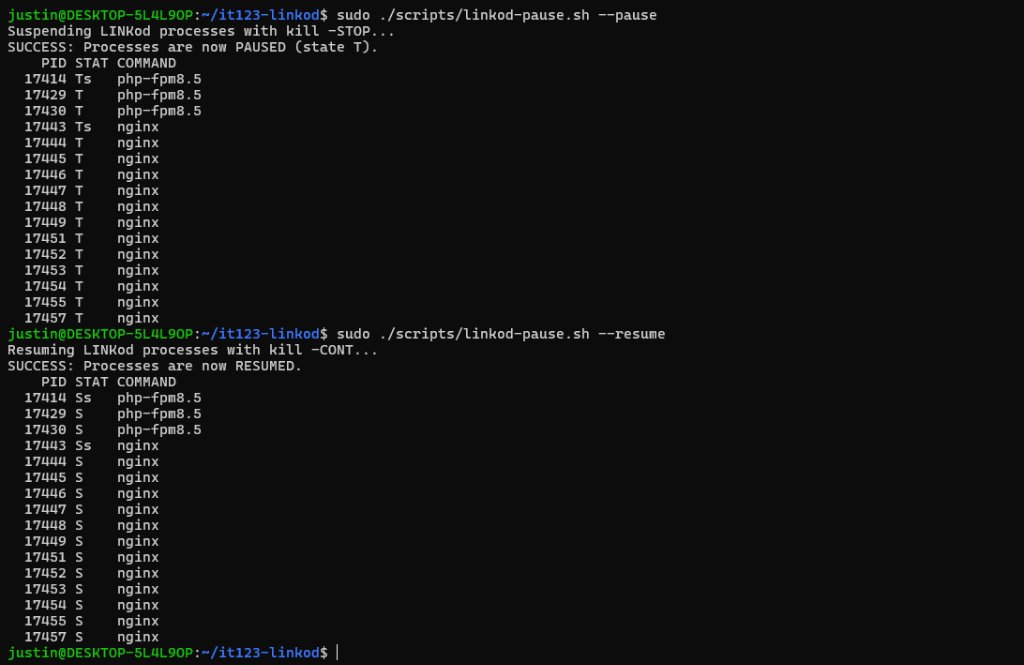 justin@DESKTOP-5L4L9OP:~/it123-linkod$ sudo ./scripts/linkod-pause.sh --pause
Suspending LINKod processes with kill -STOP...
SUCCESS: Processes are now PAUSED (state T).
    PID STAT COMMAND
  17414 Ts   php-fpm8.5
  17429 T    php-fpm8.5
  17430 T    php-fpm8.5
  17443 Ts   nginx
  17444 T    nginx
  17445 T    nginx
  17446 T    nginx
  17447 T    nginx
  17448 T    nginx
  17449 T    nginx
  17451 T    nginx
  17452 T    nginx
  17453 T    nginx
  17454 T    nginx
  17455 T    nginx
  17457 T    nginx
justin@DESKTOP-5L4L9OP:~/it123-linkod$ sudo ./scripts/linkod-pause.sh --resume
Resuming LINKod processes with kill -CONT...
SUCCESS: Processes are now RESUMED.
    PID STAT COMMAND
  17414 Ss   php-fpm8.5
  17429 S    php-fpm8.5
  17430 S    php-fpm8.5
  17443 Ss   nginx
  17444 S    nginx
  17445 S    nginx
  17446 S    nginx
  17447 S    nginx
  17448 S    nginx
  17449 S    nginx
  17451 S    nginx
  17452 S    nginx
  17453 S    nginx
  17454 S    nginx
  17455 S    nginx
  17457 S    nginx
justin@DESKTOP-5L4L9OP:~/it123-linkod$